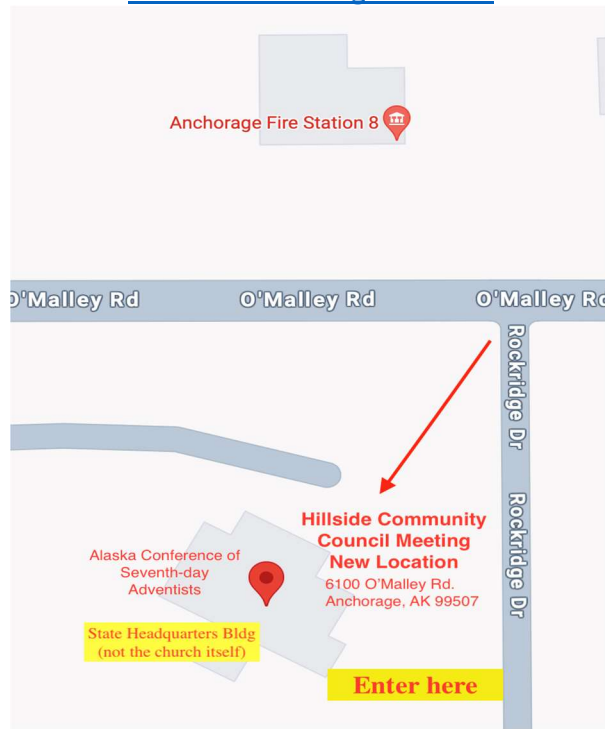 Anchorage Fire Station 8
O'Malley Rd
O'Malley Rd
O'Malley Rd
Rockridge Dr
Rockridge Dr
Hillside Community
Council Meeting
New Location
6100 O'Malley Rd.
Anchorage, AK 99507
Alaska Conference of
Seventh-day
Adventists
State Headquarters Bldg
(not the church itself)
Enter here